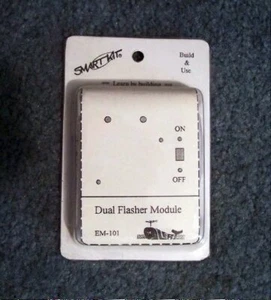 SMART KIT®
Build
&
Use
Learn by building
ON
OFF
Dual Flasher Module
EM-101